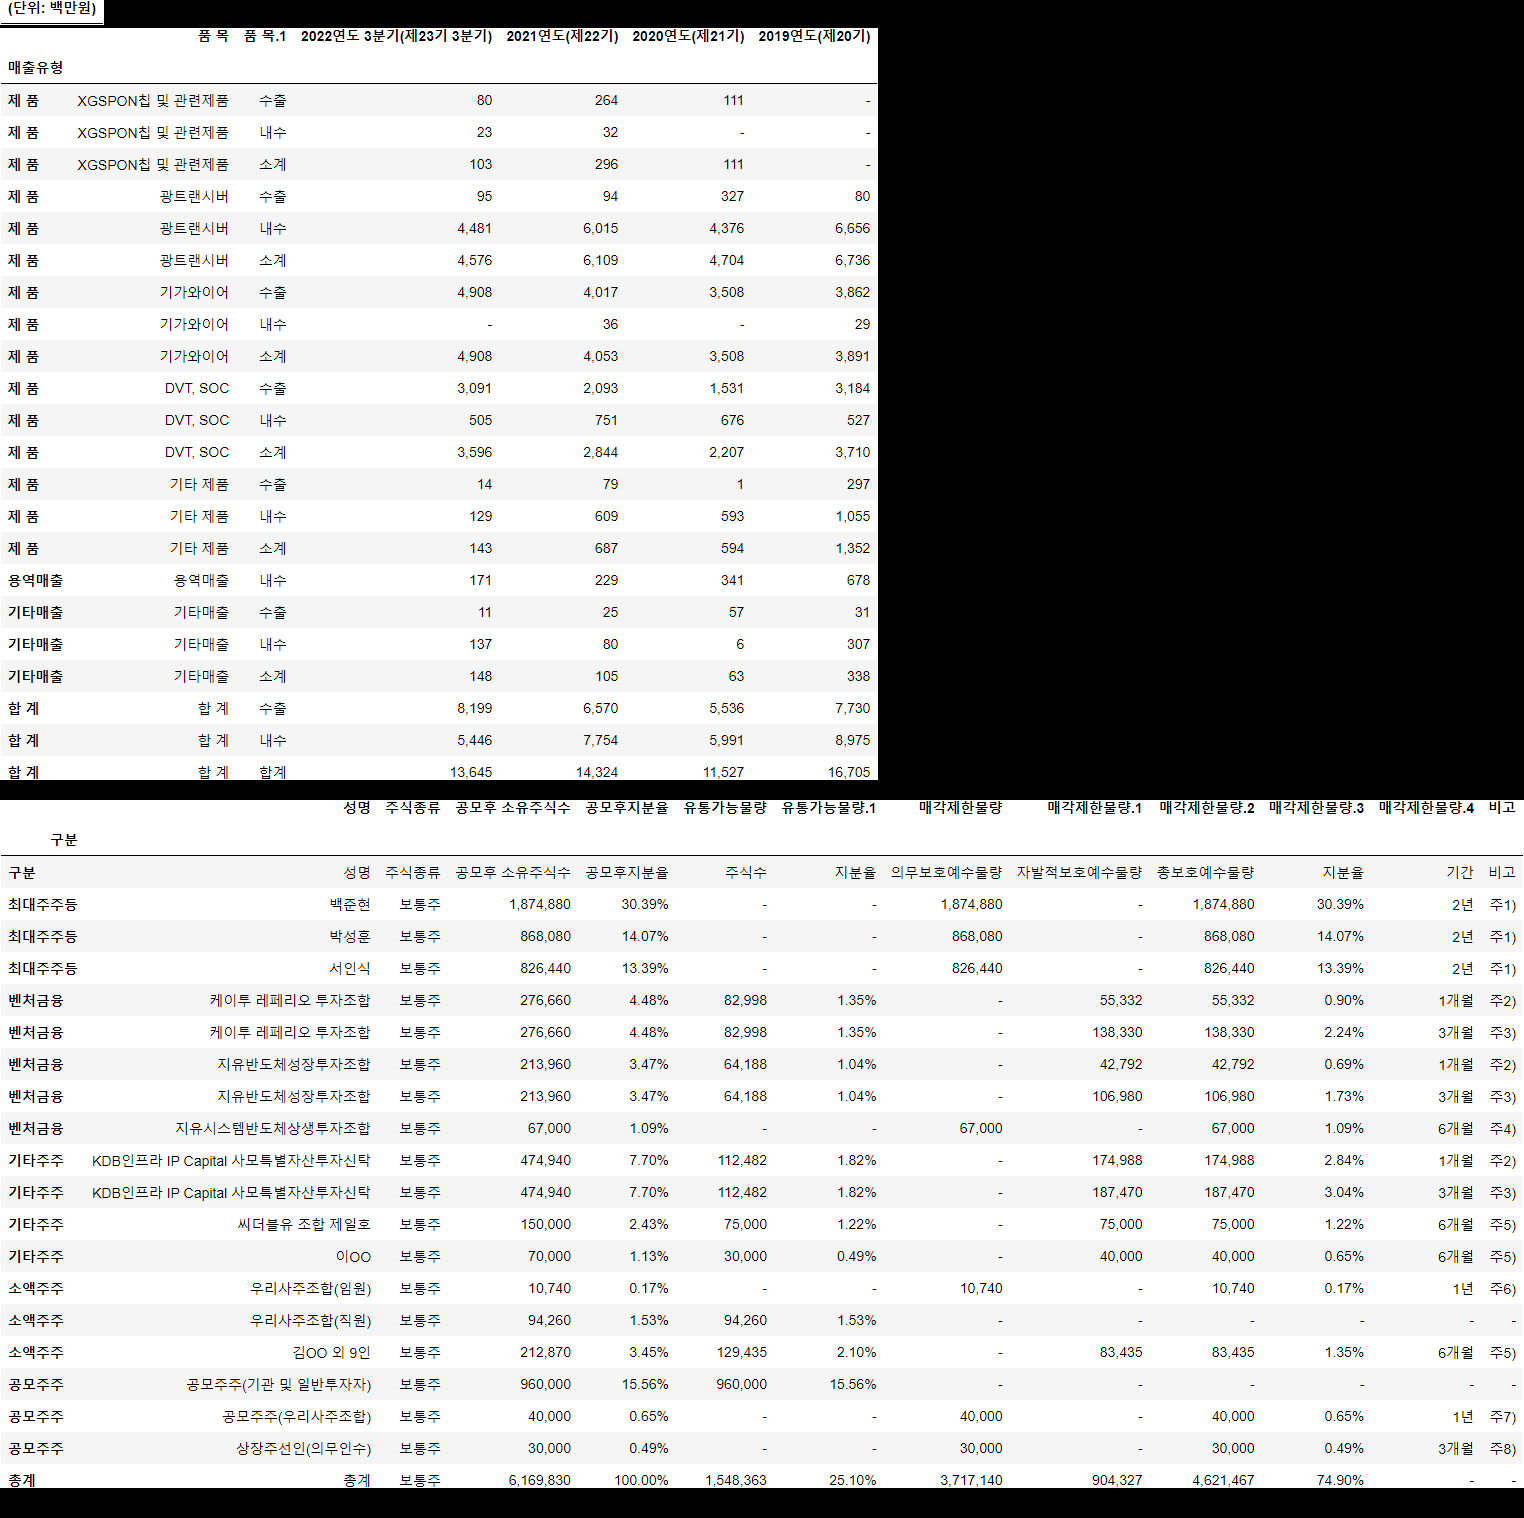 (단위: 백만원)
품 목 품 목.1 2022연도 3분기(제23기 3분기) 2021연도(제22기) 2020연도(제21기) 2019연도(제20기)
매출유형
제 품 XGSPON칩 및 관련제품 수출 80 264 111 -
제 품 XGSPON칩 및 관련제품 내수 23 32 - -
제 품 XGSPON칩 및 관련제품 소계 103 296 111 -
제 품 광트랜시버 수출 95 94 327 80
제 품 광트랜시버 내수 4,481 6,015 4,376 6,656
제 품 광트랜시버 소계 4,576 6,109 4,704 6,736
제 품 기가와이어 수출 4,908 4,017 3,508 3,862
제 품 기가와이어 내수 - 36 - 29
제 품 기가와이어 소계 4,908 4,053 3,508 3,891
제 품 DVT, SOC 수출 3,091 2,093 1,531 3,184
제 품 DVT, SOC 내수 505 751 676 527
제 품 DVT, SOC 소계 3,596 2,844 2,207 3,710
제 품 기타 제품 수출 14 79 1 297
제 품 기타 제품 내수 129 609 593 1,055
제 품 기타 제품 소계 143 687 594 1,352
용역매출 용역매출 내수 171 229 341 678
기타매출 기타매출 수출 11 25 57 31
기타매출 기타매출 내수 137 80 6 307
기타매출 기타매출 소계 148 105 63 338
합 계 합 계 수출 8,199 6,570 5,536 7,730
합 계 합 계 내수 5,446 7,754 5,991 8,975
합 계 합 계 합계 13,645 14,324 11,527 16,705
성명 주식종류 공모후 소유주식수 공모후지분율 유통가능물량 유통가능물량.1 매각제한물량 매각제한물량.1 매각제한물량.2 매각제한물량.3 매각제한물량.4 비고
구분
구분 성명 주식종류 공모후 소유주식수 공모후지분율 주식수 지분율 의무보호예수물량 자발적보호예수물량 총보호예수물량 지분율 기간 비고
최대주주등 백준현 보통주 1,874,880 30.39% - - 1,874,880 - 1,874,880 30.39% 2년 주1)
최대주주등 박성훈 보통주 868,080 14.07% - - 868,080 - 868,080 14.07% 2년 주1)
최대주주등 서인식 보통주 826,440 13.39% - - 826,440 - 826,440 13.39% 2년 주1)
벤처금융 케이투 레페리오 투자조합 보통주 276,660 4.48% 82,998 1.35% - 55,332 55,332 0.90% 1개월 주2)
벤처금융 케이투 레페리오 투자조합 보통주 276,660 4.48% 82,998 1.35% - 138,330 138,330 2.24% 3개월 주3)
벤처금융 지유반도체성장투자조합 보통주 213,960 3.47% 64,188 1.04% - 42,792 42,792 0.69% 1개월 주2)
벤처금융 지유반도체성장투자조합 보통주 213,960 3.47% 64,188 1.04% - 106,980 106,980 1.73% 3개월 주3)
벤처금융 지유시스템반도체상생투자조합 보통주 67,000 1.09% - - 67,000 - 67,000 1.09% 6개월 주4)
기타주주 KDB인프라 IP Capital 사모특별자산투자신탁 보통주 474,940 7.70% 112,482 1.82% - 174,988 174,988 2.84% 1개월 주2)
기타주주 KDB인프라 IP Capital 사모특별자산투자신탁 보통주 474,940 7.70% 112,482 1.82% - 187,470 187,470 3.04% 3개월 주3)
기타주주 씨더블유 조합 제일호 보통주 150,000 2.43% 75,000 1.22% - 75,000 75,000 1.22% 6개월 주5)
기타주주 이OO 보통주 70,000 1.13% 30,000 0.49% - 40,000 40,000 0.65% 6개월 주5)
소액주주 우리사주조합(임원) 보통주 10,740 0.17% - - 10,740 - 10,740 0.17% 1년 주6)
소액주주 우리사주조합(직원) 보통주 94,260 1.53% 94,260 1.53% - - - - - -
소액주주 김OO 외 9인 보통주 212,870 3.45% 129,435 2.10% - 83,435 83,435 1.35% 6개월 주5)
공모주주 공모주주(기관 및 일반투자자) 보통주 960,000 15.56% 960,000 15.56% - - - - - -
공모주주 공모주주(우리사주조합) 보통주 40,000 0.65% - - 40,000 - 40,000 0.65% 1년 주7)
공모주주 상장주선인(의무인수) 보통주 30,000 0.49% - - 30,000 - 30,000 0.49% 3개월 주8)
총계 총계 보통주 6,169,830 100.00% 1,548,363 25.10% 3,717,140 904,327 4,621,467 74.90% - -